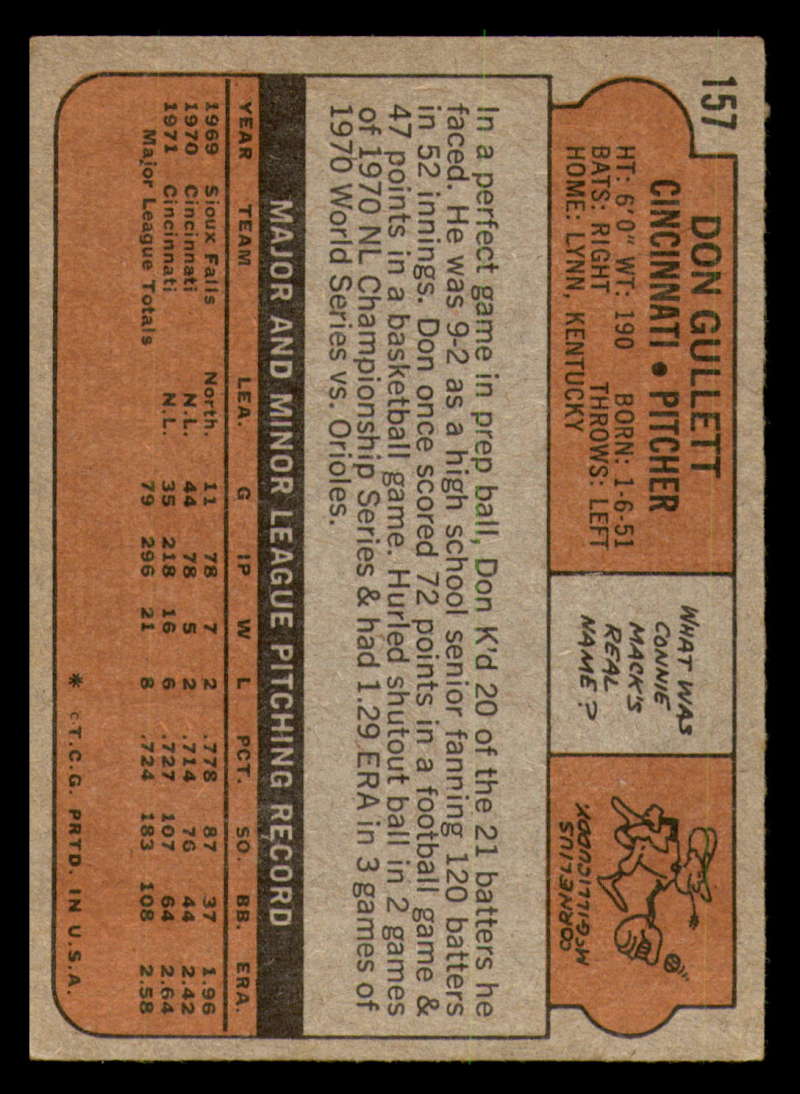 157
DON GULLETT
CINCINNATI • PITCHER
HT: 6'0" WT: 190 BORN: 1-6-51
BATS: RIGHT THROWS: LEFT
HOME: LYNN, KENTUCKY
WHAT WAS
CONNIE
MACK'S
REAL
NAME?
CORNELIUS
McGILLICUDDY.
In a perfect game in prep ball, Don K'd 20 of the 21 batters he
faced. He was 9-2 as a high school senior fanning 120 batters
in 52 innings. Don once scored 72 points in a football game &
47 points in a basketball game. Hurled shutout ball in 2 games
of 1970 NL Championship Series & had 1.29 ERA in 3 games of
1970 World Series vs. Orioles.
MAJOR AND MINOR LEAGUE PITCHING RECORD
YEAR TEAM LEA. G IP W L PCT. SO. BB. ERA.
1969 Sioux Falls North. 11 78 7 2 .778 87 37 1.96
1970 Cincinnati N.L. 44 78 5 2 .714 76 44 2.42
1971 Cincinnati N.L. 35 218 16 6 .727 107 64 2.64
Major League Totals 79 296 21 8 .724 183 108 2.58
* © T.C.G. PRTD. IN U.S.A.